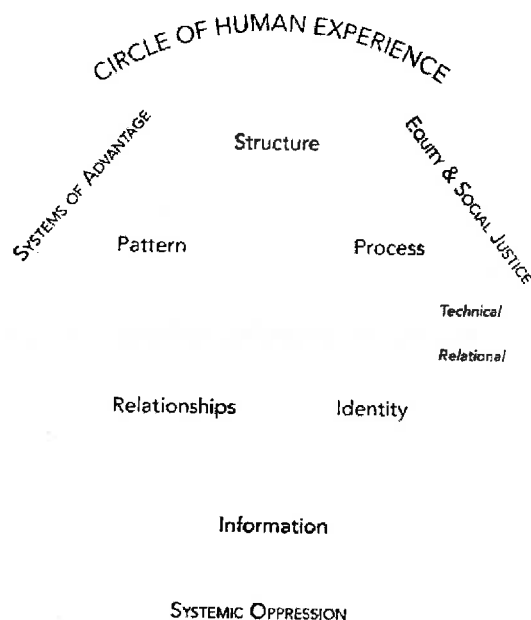 CIRCLE OF HUMAN EXPERIENCE
SYSTEMS OF ADVANTAGE
EQUITY & SOCIAL JUSTICE
Structure
Pattern
Process
Technical
Relational
Relationships
Identity
Information
SYSTEMIC OPPRESSION